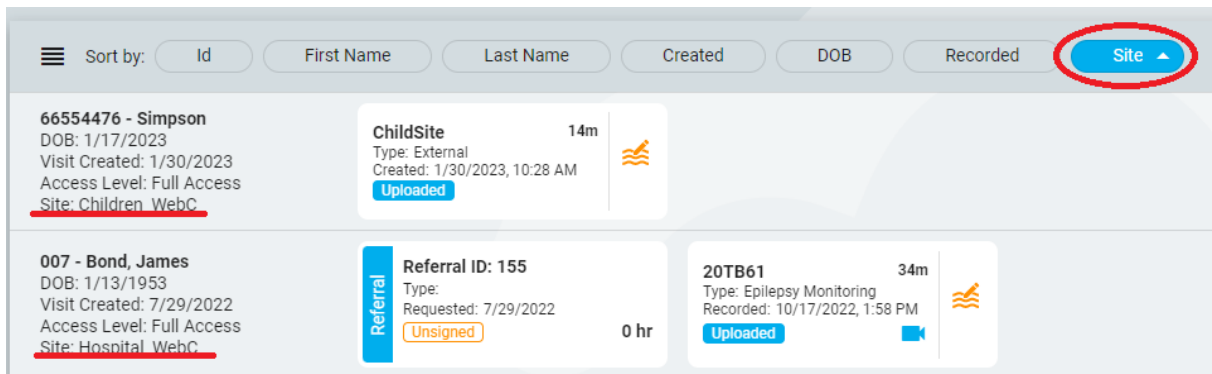 Sort by: Id First Name Last Name Created DOB Recorded Site
66554476 - Simpson
DOB: 1/17/2023
Visit Created: 1/30/2023
Access Level: Full Access
Site: Children_WebC
ChildSite 14m
Type: External
Created: 1/30/2023, 10:28 AM
Uploaded
007 - Bond, James
DOB: 1/13/1953
Visit Created: 7/29/2022
Access Level: Full Access
Site: Hospital_WebC
Referral
Referral ID: 155
Type:
Requested: 7/29/2022
Unsigned 0 hr
20TB61 34m
Type: Epilepsy Monitoring
Recorded: 10/17/2022, 1:58 PM
Uploaded